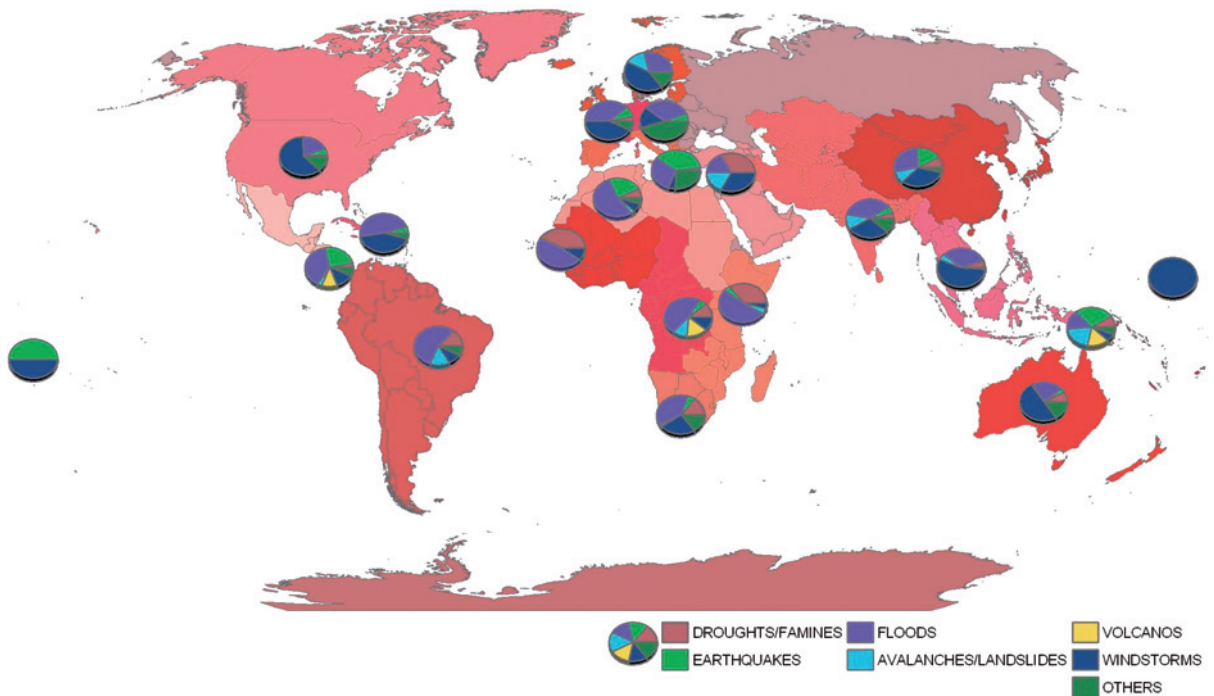 DROUGHTS/FAMINES FLOODS VOLCANOS
EARTHQUAKES AVALANCHES/LANDSLIDES WINDSTORMS
OTHERS